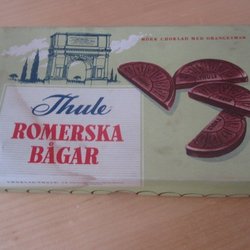 MÖRK CHOKLAD MED ORANGESMAK
Thule
ROMERSKA
BÅGAR